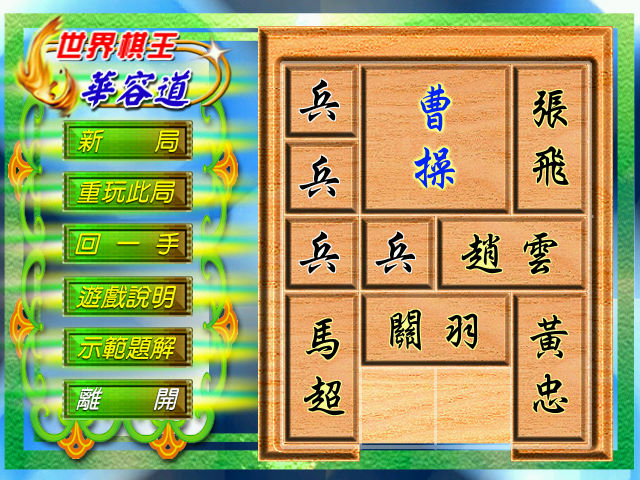 世界棋王
華容道
新局
重玩此局
回一手
遊戲說明
示範題解
離開
兵
曹操
張飛
兵
兵
兵
趙雲
馬超
關羽
黃忠